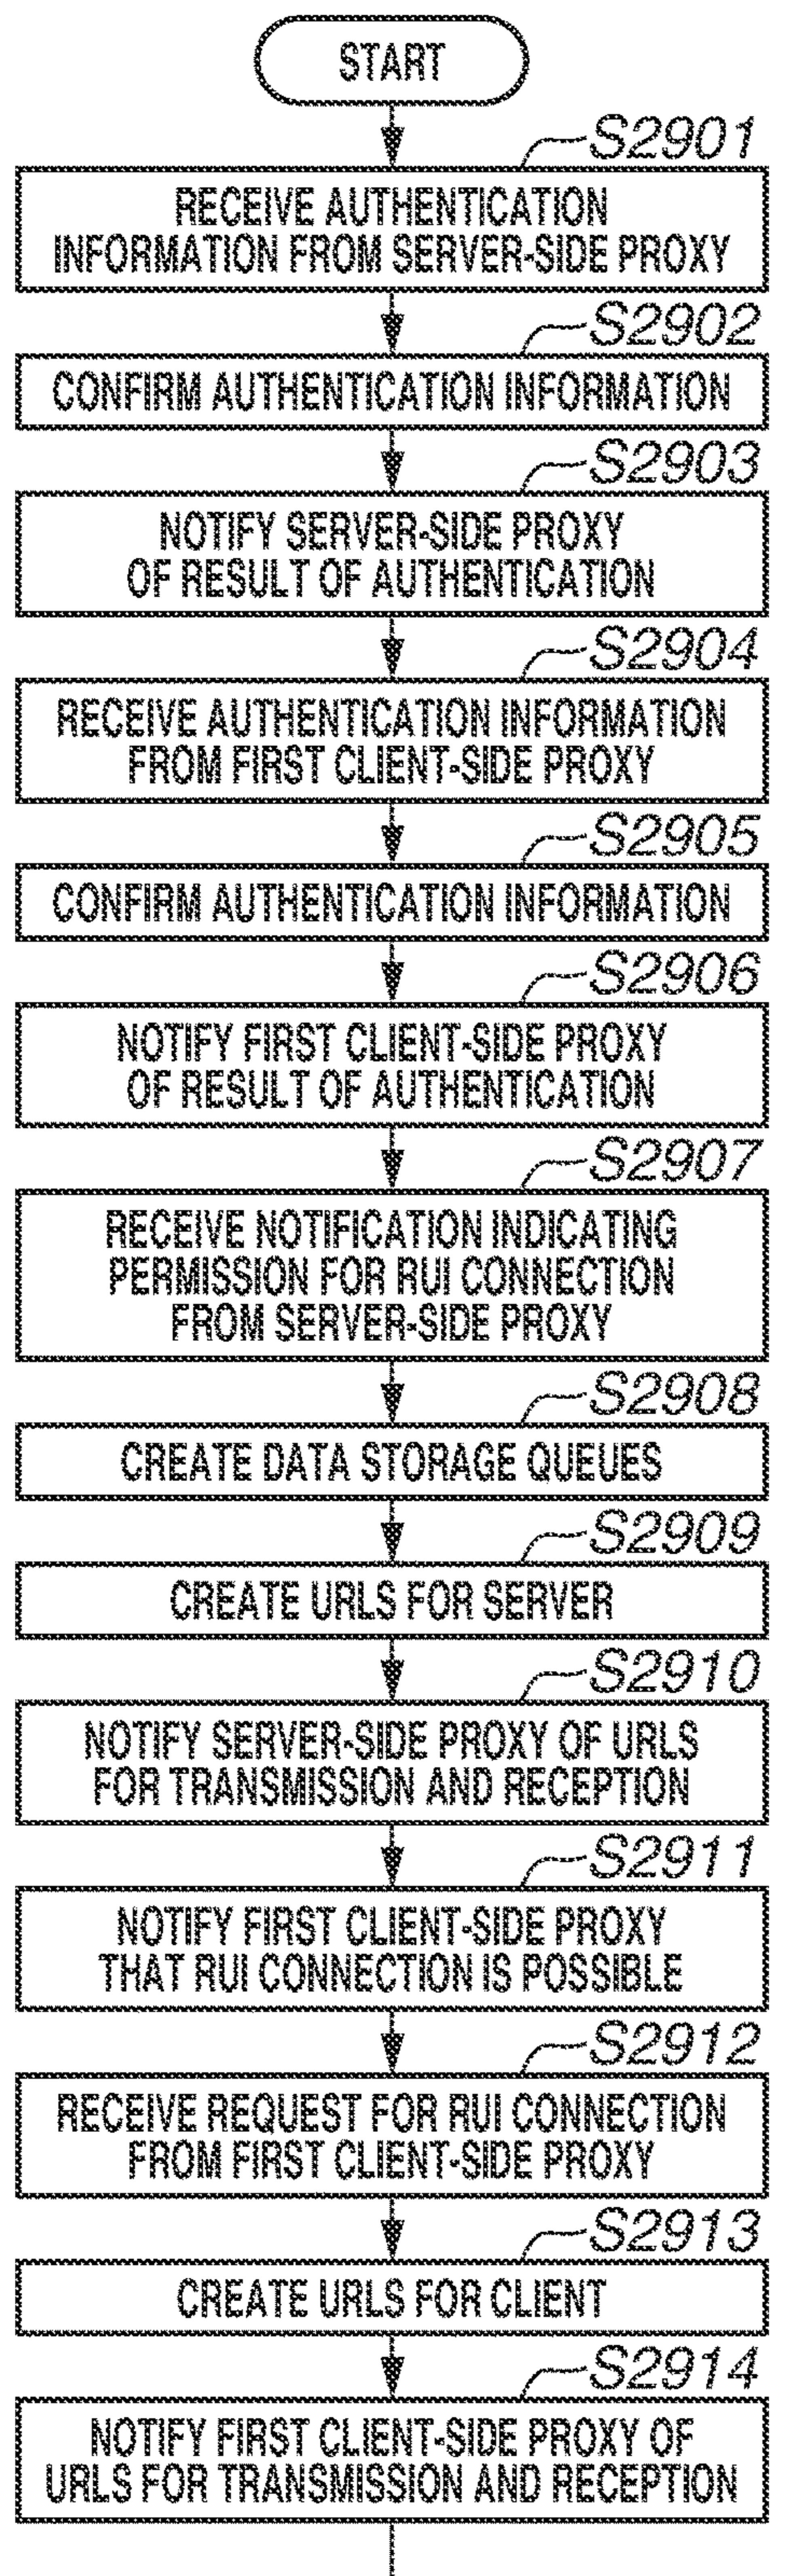 START
S2901
RECEIVE AUTHENTICATION
INFORMATION FROM SERVER-SIDE PROXY
S2902
CONFIRM AUTHENTICATION INFORMATION
S2903
NOTIFY SERVER-SIDE PROXY
OF RESULT OF AUTHENTICATION
S2904
RECEIVE AUTHENTICATION INFORMATION
FROM FIRST CLIENT-SIDE PROXY
S2905
CONFIRM AUTHENTICATION INFORMATION
S2906
NOTIFY FIRST CLIENT-SIDE PROXY
OF RESULT OF AUTHENTICATION
S2907
RECEIVE NOTIFICATION INDICATING
PERMISSION FOR RUI CONNECTION
FROM SERVER-SIDE PROXY
S2908
CREATE DATA STORAGE QUEUES
S2909
CREATE URLS FOR SERVER
S2910
NOTIFY SERVER-SIDE PROXY OF URLS
FOR TRANSMISSION AND RECEPTION
S2911
NOTIFY FIRST CLIENT-SIDE PROXY
THAT RUI CONNECTION IS POSSIBLE
S2912
RECEIVE REQUEST FOR RUI CONNECTION
FROM FIRST CLIENT-SIDE PROXY
S2913
CREATE URLS FOR CLIENT
S2914
NOTIFY FIRST CLIENT-SIDE PROXY OF
URLS FOR TRANSMISSION AND RECEPTION